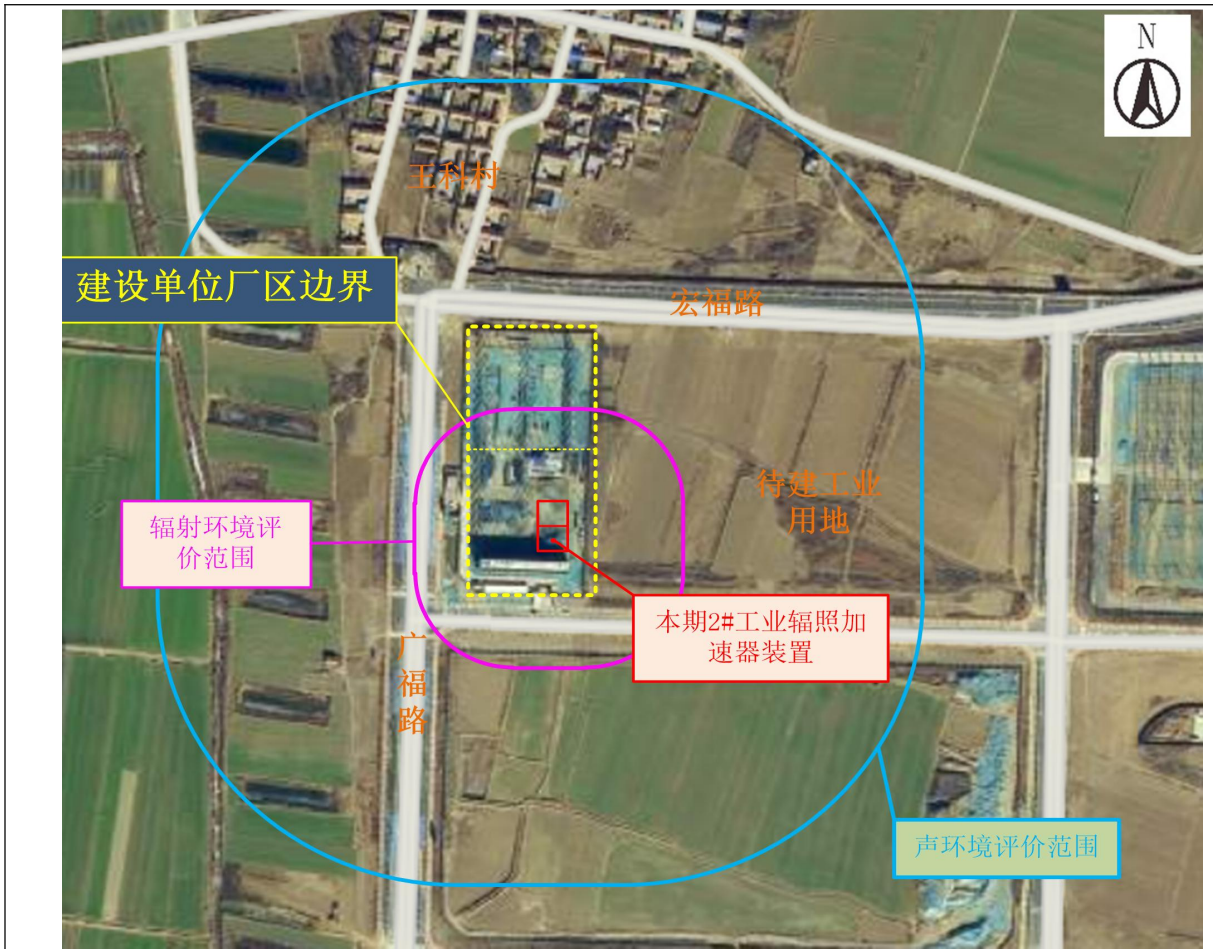 N
王科村
建设单位厂区边界
宏福路
待建工业
用地
辐射环境评
价范围
本期2#工业辐照加
速器装置
广
福
路
声环境评价范围